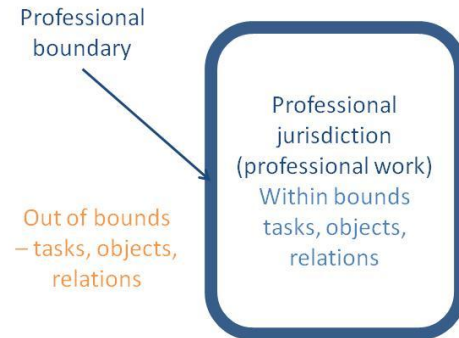 Professional
boundary
Professional
jurisdiction
(professional work)
Within bounds
tasks, objects,
relations
Out of bounds
– tasks, objects,
relations